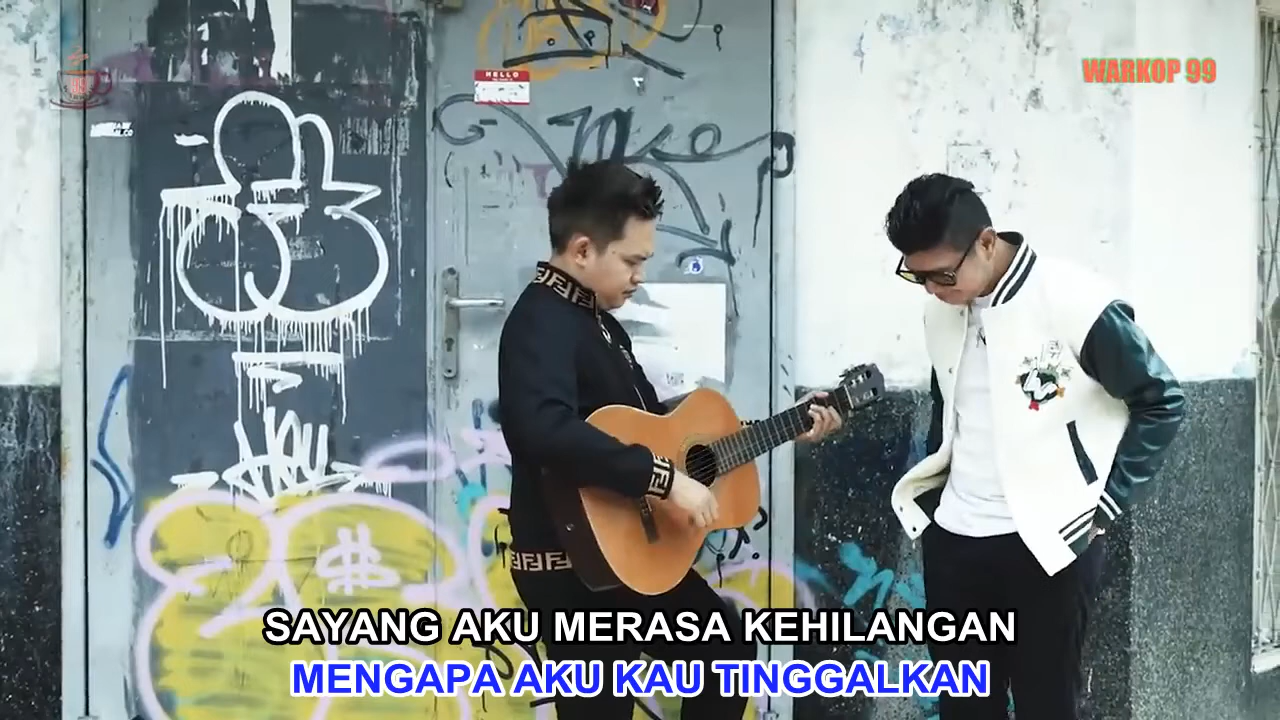 WARKOP 99
HELLO
SAYANG AKU MERASA KEHILANGAN
MENGAPA AKU KAU TINGGALKAN